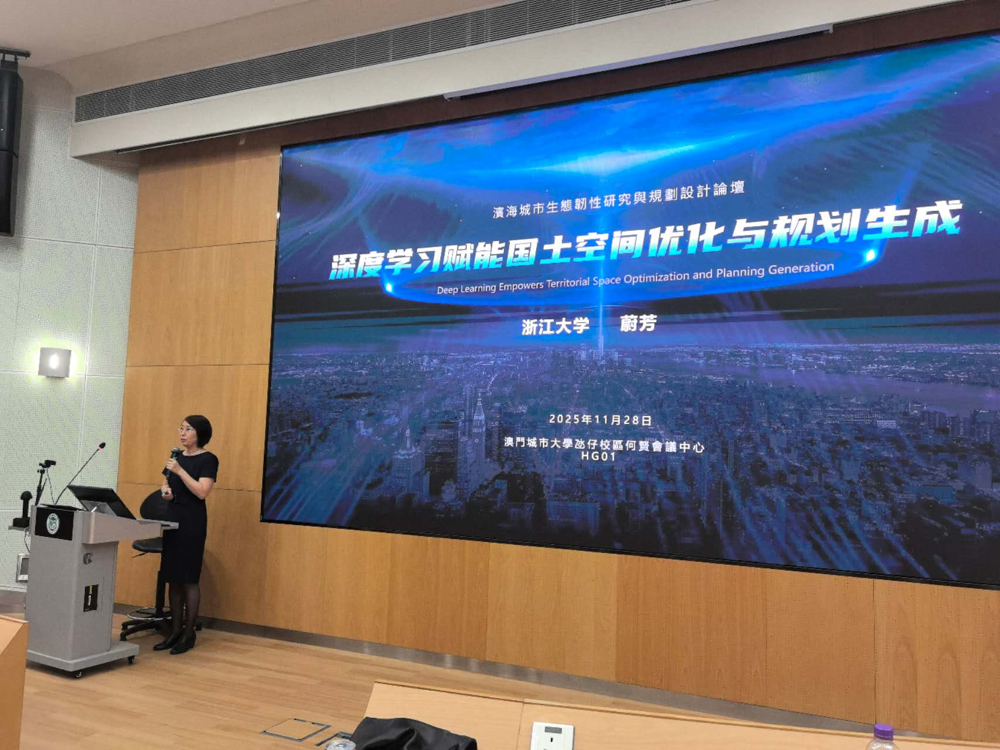 濱海城市生態韌性研究與規劃設計論壇
深度学习赋能国土空间优化与规划生成
Deep Learning Empowers Territorial Space Optimization and Planning Generation
浙江大学 蔚芳
2025年11月28日
澳門城市大學氹仔校區何賢會議中心
HG01